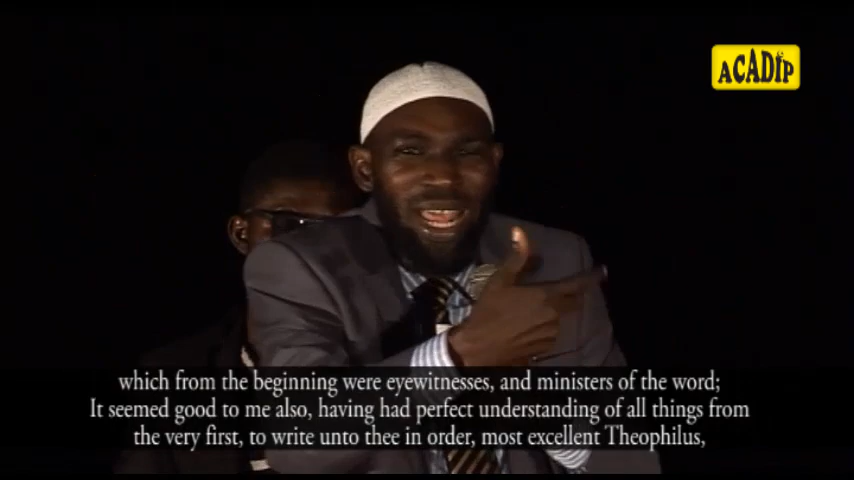 ACADIP
which from the beginning were eyewitnesses, and ministers of the word;
It seemed good to me also, having had perfect understanding of all things from
the very first, to write unto thee in order, most excellent Theophilus,